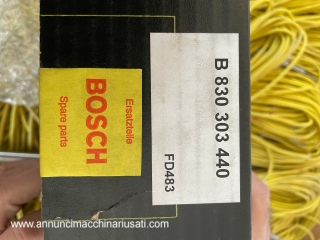 BOSCH
Ersatzteile
Spare parts
B 830 303 440
FD483
www.annuncimacchinariusati.com